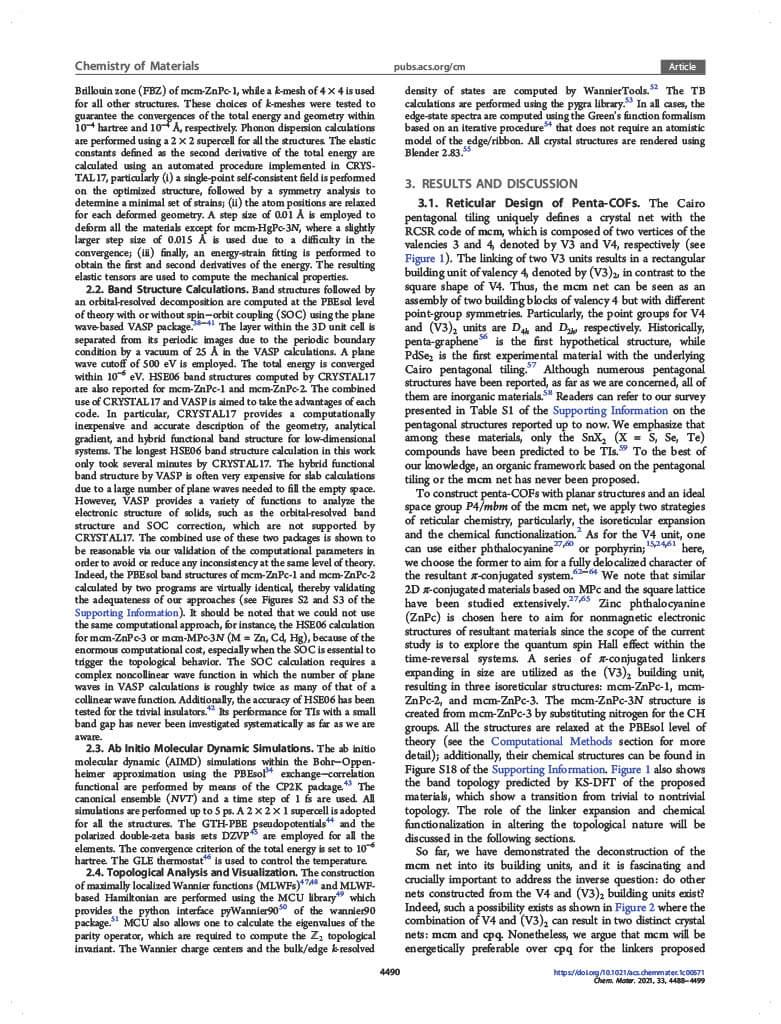 Chemistry of Materials
pubs.acs.org/cm
Article
Brillouin zone (FBZ) of mcm-ZnPc-1, while a k-mesh of 4 × 4 is used
for all other structures. These choices of k-meshes were tested to
guarantee the convergences of the total energy and geometry within
10⁻⁴ hartree and 10⁻⁴ Å, respectively. Phonon dispersion calculations
are performed using a 2 × 2 supercell for all the structures. The elastic
constants defined as the second derivative of the total energy are
calculated using an automated procedure implemented in CRYS-
TAL17, particularly (i) a single-point self-consistent field is performed
on the optimized structure, followed by a symmetry analysis to
determine a minimal set of strains; (ii) the atom positions are relaxed
for each deformed geometry. A step size of 0.01 Å is employed to
deform all the materials except for mcm-HgPc-3N, where a slightly
larger step size of 0.015 Å is used due to a difficulty in the
convergence; (iii) finally, an energy-strain fitting is performed to
obtain the first and second derivatives of the energy. The resulting
elastic tensors are used to compute the mechanical properties.
2.2. Band Structure Calculations. Band structures followed by
an orbital-resolved decomposition are computed at the PBEsol level
of theory with or without spin−orbit coupling (SOC) using the plane
wave-based VASP package.³⁸⁻⁴¹ The layer within the 3D unit cell is
separated from its periodic images due to the periodic boundary
condition by a vacuum of 25 Å in the VASP calculations. A plane
wave cutoff of 500 eV is employed. The total energy is converged
within 10⁻⁶ eV. HSE06 band structures computed by CRYSTAL17
are also reported for mcm-ZnPc-1 and mcm-ZnPc-2. The combined
use of CRYSTAL17 and VASP is aimed to take the advantages of each
code. In particular, CRYSTAL17 provides a computationally
inexpensive and accurate description of the geometry, analytical
gradient, and hybrid functional band structure for low-dimensional
systems. The longest HSE06 band structure calculation in this work
only took several minutes by CRYSTAL17. The hybrid functional
band structure by VASP is often very expensive for slab calculations
due to a large number of plane waves needed to fill the empty space.
However, VASP provides a variety of functions to analyze the
electronic structure of solids, such as the orbital-resolved band
structure and SOC correction, which are not supported by
CRYSTAL17. The combined use of these two packages is shown to
be reasonable via our validation of the computational parameters in
order to avoid or reduce any inconsistency at the same level of theory.
Indeed, the PBEsol band structures of mcm-ZnPc-1 and mcm-ZnPc-2
calculated by two programs are virtually identical, thereby validating
the adequateness of our approaches (see Figures S2 and S3 of the
Supporting Information). It should be noted that we could not use
the same computational approach, for instance, the HSE06 calculation
for mcm-ZnPc-3 or mcm-MPc-3N (M = Zn, Cd, Hg), because of the
enormous computational cost, especially when the SOC is essential to
trigger the topological behavior. The SOC calculation requires a
complex noncollinear wave function in which the number of plane
waves in VASP calculations is roughly twice as many of that of a
collinear wave function. Additionally, the accuracy of HSE06 has been
tested for the trivial insulators.⁴² Its performance for TIs with a small
band gap has never been investigated systematically as far as we are
aware.
2.3. Ab Initio Molecular Dynamic Simulations. The ab initio
molecular dynamic (AIMD) simulations within the Bohr−Oppen-
heimer approximation using the PBEsol³⁴ exchange−correlation
functional are performed by means of the CP2K package.⁴³ The
canonical ensemble (NVT) and a time step of 1 fs are used. All
simulations are performed up to 5 ps. A 2 × 2 × 1 supercell is adopted
for all the structures. The GTH-PBE pseudopotentials⁴⁴ and the
polarized double-zeta basis sets DZVP⁴⁵ are employed for all the
elements. The convergence criterion of the total energy is set to 10⁻⁶
hartree. The GLE thermostat⁴⁶ is used to control the temperature.
2.4. Topological Analysis and Visualization. The construction
of maximally localized Wannier functions (MLWFs)⁴⁷,⁴⁸ and MLWF-
based Hamiltonian are performed using the MCU library⁴⁹ which
provides the python interface pyWannier90⁵⁰ of the wannier90
package.⁵¹ MCU also allows one to calculate the eigenvalues of the
parity operator, which are required to compute the ℤ₂ topological
invariant. The Wannier charge centers and the bulk/edge k-resolved
density of states are computed by WannierTools.⁵² The TB
calculations are performed using the pygra library.⁵³ In all cases, the
edge-state spectra are computed using the Green's function formalism
based on an iterative procedure⁵⁴ that does not require an atomistic
model of the edge/ribbon. All crystal structures are rendered using
Blender 2.83.⁵⁵
3. RESULTS AND DISCUSSION
3.1. Reticular Design of Penta-COFs. The Cairo
pentagonal tiling uniquely defines a crystal net with the
RCSR code of mcm, which is composed of two vertices of the
valencies 3 and 4, denoted by V3 and V4, respectively (see
Figure 1). The linking of two V3 units results in a rectangular
building unit of valency 4, denoted by (V3)₂, in contrast to the
square shape of V4. Thus, the mcm net can be seen as an
assembly of two building blocks of valency 4 but with different
point-group symmetries. Particularly, the point groups for V4
and (V3)₂ units are D₄ₕ and D₂ₕ, respectively. Historically,
penta-graphene⁵⁶ is the first hypothetical structure, while
PdSe₂ is the first experimental material with the underlying
Cairo pentagonal tiling.⁵⁷ Although numerous pentagonal
structures have been reported, as far as we are concerned, all of
them are inorganic materials.⁵⁸ Readers can refer to our survey
presented in Table S1 of the Supporting Information on the
pentagonal structures reported up to now. We emphasize that
among these materials, only the SnX₂ (X = S, Se, Te)
compounds have been predicted to be TIs.⁵⁹ To the best of
our knowledge, an organic framework based on the pentagonal
tiling or the mcm net has never been proposed.
To construct penta-COFs with planar structures and an ideal
space group P4/mbm of the mcm net, we apply two strategies
of reticular chemistry, particularly, the isoreticular expansion
and the chemical functionalization.² As for the V4 unit, one
can use either phthalocyanine²⁷,⁶⁰ or porphyrin;¹⁵,²⁴,⁶¹ here,
we choose the former to aim for a fully delocalized character of
the resultant π-conjugated system.⁶²⁻⁶⁴ We note that similar
2D π-conjugated materials based on MPc and the square lattice
have been studied extensively.²⁷,⁶⁵ Zinc phthalocyanine
(ZnPc) is chosen here to aim for nonmagnetic electronic
structures of resultant materials since the scope of the current
study is to explore the quantum spin Hall effect within the
time-reversal systems. A series of π-conjugated linkers
expanding in size are utilized as the (V3)₂ building unit,
resulting in three isoreticular structures: mcm-ZnPc-1, mcm-
ZnPc-2, and mcm-ZnPc-3. The mcm-ZnPc-3N structure is
created from mcm-ZnPc-3 by substituting nitrogen for the CH
groups. All the structures are relaxed at the PBEsol level of
theory (see the Computational Methods section for more
detail); additionally, their chemical structures can be found in
Figure S18 of the Supporting Information. Figure 1 also shows
the band topology predicted by KS-DFT of the proposed
materials, which show a transition from trivial to nontrivial
topology. The role of the linker expansion and chemical
functionalization in altering the topological nature will be
discussed in the following sections.
So far, we have demonstrated the deconstruction of the
mcm net into its building units, and it is fascinating and
crucially important to address the inverse question: do other
nets constructed from the V4 and (V3)₂ building units exist?
Indeed, such a possibility exists as shown in Figure 2 where the
combination of V4 and (V3)₂ can result in two distinct crystal
nets: mcm and cpq. Nonetheless, we argue that mcm will be
energetically preferable over cpq for the linkers proposed
4490
https://doi.org/10.1021/acs.chemmater.1c00571
Chem. Mater. 2021, 33, 4488−4499